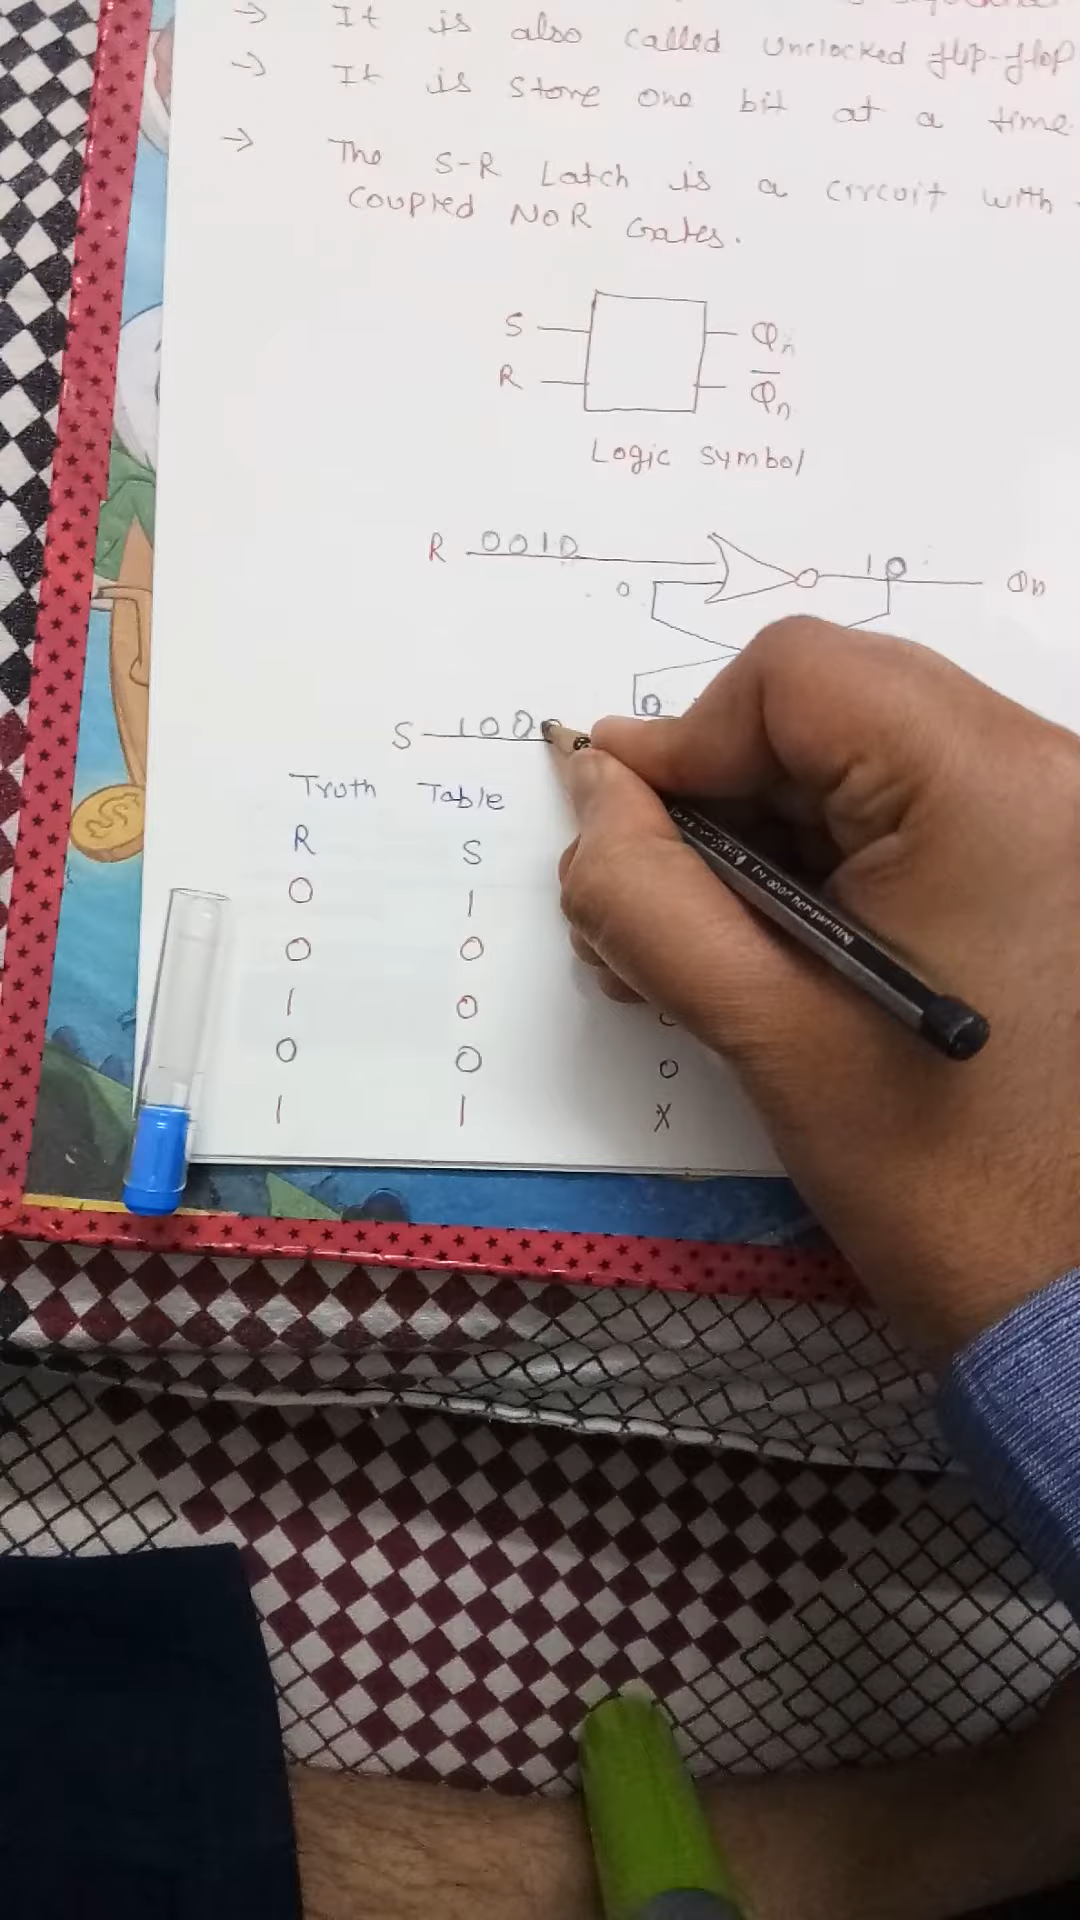 → It is also called Unclocked flip-flop
→ It is store one bit at a time.
→ The S-R Latch is a circuit with
Coupled NOR Gates.
S Qn
R Q̅n
Logic Symbol
R 0010 10 Qn
0
0
S 100
Truth Table
R S
0 1
0 0
1 0
0 0 0
1 1 X